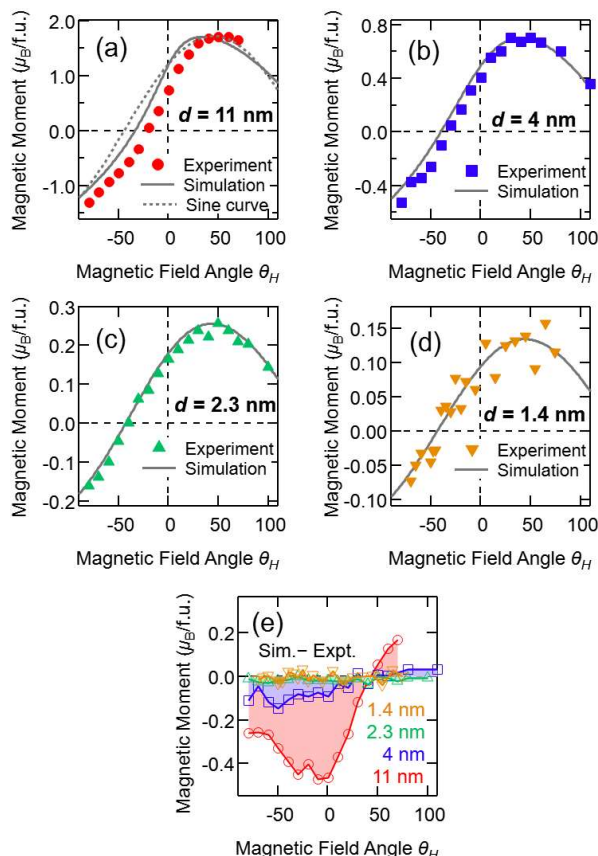 Magnetic Moment (μB/f.u.)
2.0
1.0
0.0
-1.0
(a)
d = 11 nm
Experiment
Simulation
Sine curve
-50
0
50
100
Magnetic Field Angle θH
Magnetic Moment (μB/f.u.)
0.8
0.4
0.0
-0.4
(b)
d = 4 nm
Experiment
Simulation
-50
0
50
100
Magnetic Field Angle θH
Magnetic Moment (μB/f.u.)
0.3
0.2
0.1
0.0
-0.1
-0.2
(c)
d = 2.3 nm
Experiment
Simulation
-50
0
50
100
Magnetic Field Angle θH
Magnetic Moment (μB/f.u.)
0.15
0.10
0.05
0.00
-0.05
0.10
(d)
d = 1.4 nm
Experiment
Simulation
-50
0
50
100
Magnetic Field Angle θH
Magnetic Moment (μB/f.u.)
0.2
0.0
-0.2
-0.4
(e)
Sim.– Expt.
1.4 nm
2.3 nm
4 nm
11 nm
-50
0
50
100
Magnetic Field Angle θH